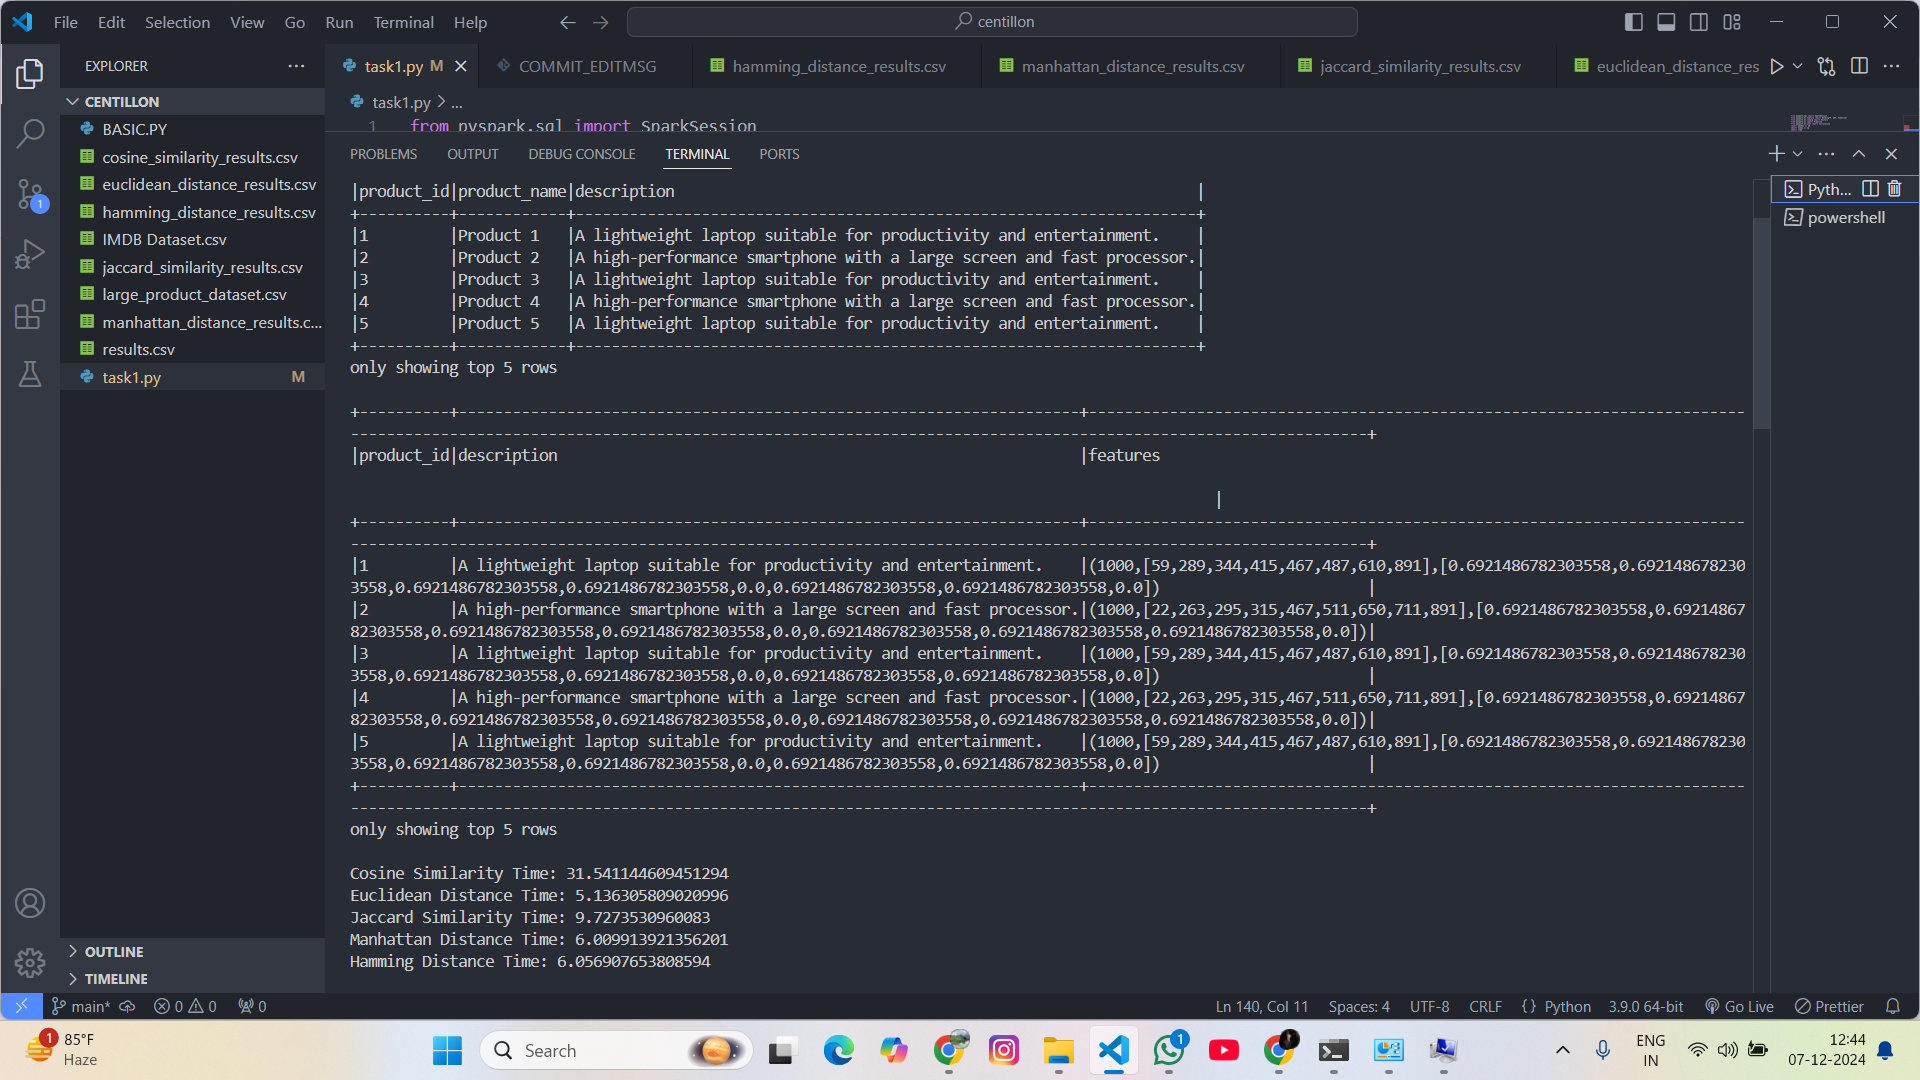 File Edit Selection View Go Run Terminal Help
centillon
EXPLORER
task1.py M
COMMIT_EDITMSG
hamming_distance_results.csv
manhattan_distance_results.csv
jaccard_similarity_results.csv
euclidean_distance_res
CENTILLON
BASIC.PY
cosine_similarity_results.csv
euclidean_distance_results.csv
hamming_distance_results.csv
IMDB Dataset.csv
jaccard_similarity_results.csv
large_product_dataset.csv
manhattan_distance_results.c...
results.csv
task1.py M
1
OUTLINE
TIMELINE
task1.py > ...
1 from pyspark.sql import SparkSession
PROBLEMS OUTPUT DEBUG CONSOLE TERMINAL PORTS
Pyth...
powershell
|product_id|product_name|description                                                          |
+----------+------------+---------------------------------------------------------------------+
|1         |Product 1   |A lightweight laptop suitable for productivity and entertainment.    |
|2         |Product 2   |A high-performance smartphone with a large screen and fast processor.|
|3         |Product 3   |A lightweight laptop suitable for productivity and entertainment.    |
|4         |Product 4   |A high-performance smartphone with a large screen and fast processor.|
|5         |Product 5   |A lightweight laptop suitable for productivity and entertainment.    |
+----------+------------+---------------------------------------------------------------------+
only showing top 5 rows
|product_id|description                                                          |features
|
|1         |A lightweight laptop suitable for productivity and entertainment.    |(1000,[59,289,344,415,467,487,610,891],[0.6921486782303558,0.692148678230
3558,0.6921486782303558,0.6921486782303558,0.0,0.6921486782303558,0.6921486782303558,0.0])                        |
|2         |A high-performance smartphone with a large screen and fast processor.|(1000,[22,263,295,315,467,511,650,711,891],[0.6921486782303558,0.69214867
82303558,0.6921486782303558,0.6921486782303558,0.0,0.6921486782303558,0.6921486782303558,0.6921486782303558,0.0])|
|3         |A lightweight laptop suitable for productivity and entertainment.    |(1000,[59,289,344,415,467,487,610,891],[0.6921486782303558,0.692148678230
3558,0.6921486782303558,0.6921486782303558,0.0,0.6921486782303558,0.6921486782303558,0.0])                        |
|4         |A high-performance smartphone with a large screen and fast processor.|(1000,[22,263,295,315,467,511,650,711,891],[0.6921486782303558,0.69214867
82303558,0.6921486782303558,0.6921486782303558,0.0,0.6921486782303558,0.6921486782303558,0.6921486782303558,0.0])|
|5         |A lightweight laptop suitable for productivity and entertainment.    |(1000,[59,289,344,415,467,487,610,891],[0.6921486782303558,0.692148678230
3558,0.6921486782303558,0.6921486782303558,0.0,0.6921486782303558,0.6921486782303558,0.0])                        |
only showing top 5 rows
Cosine Similarity Time: 31.541144609451294
Euclidean Distance Time: 5.136305809020996
Jaccard Similarity Time: 9.7273530960083
Manhattan Distance Time: 6.009913921356201
Hamming Distance Time: 6.056907653808594
main* 0 0 0
Ln 140, Col 11 Spaces: 4 UTF-8 CRLF {} Python 3.9.0 64-bit Go Live Prettier
1 85°F
Haze
Search
1
ENG
IN
12:44
07-12-2024